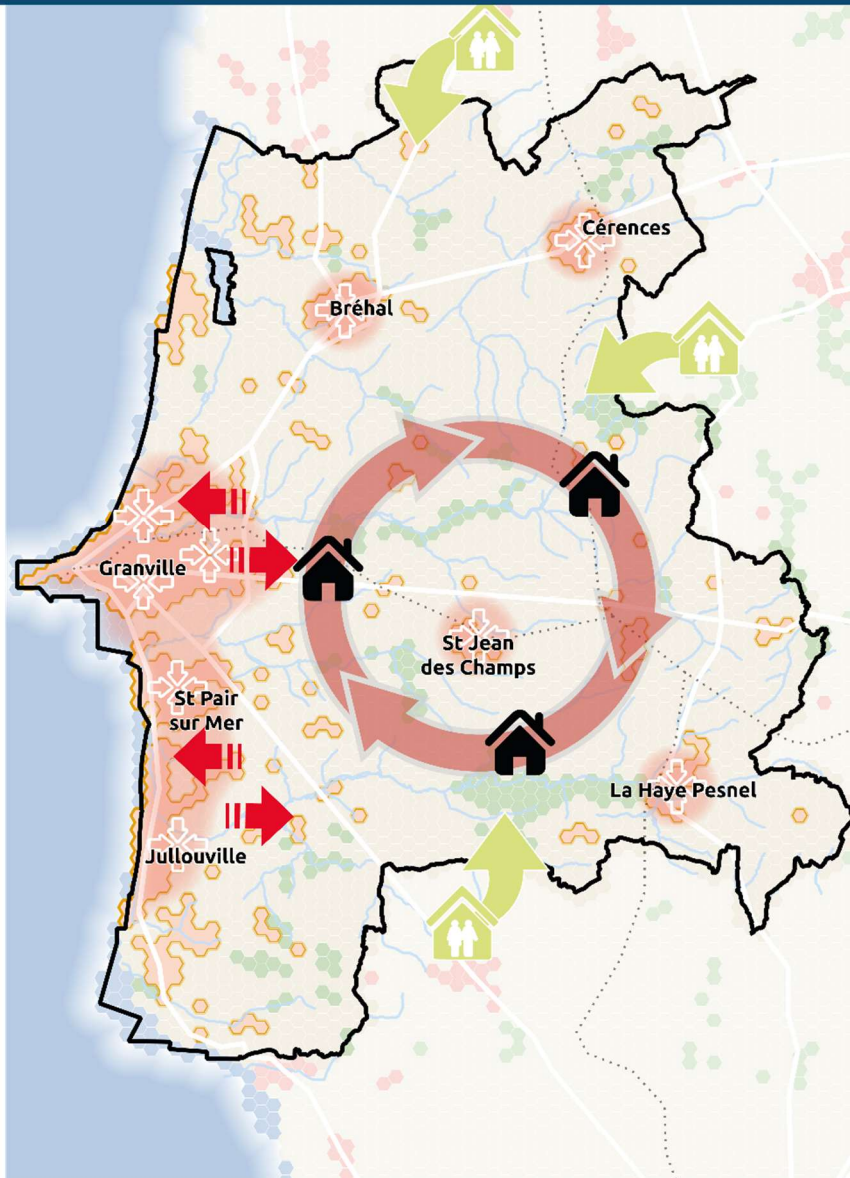 Cérences
Bréhal
Granville
St Jean
des Champs
St Pair
sur Mer
La Haye Pesnel
Jullouville